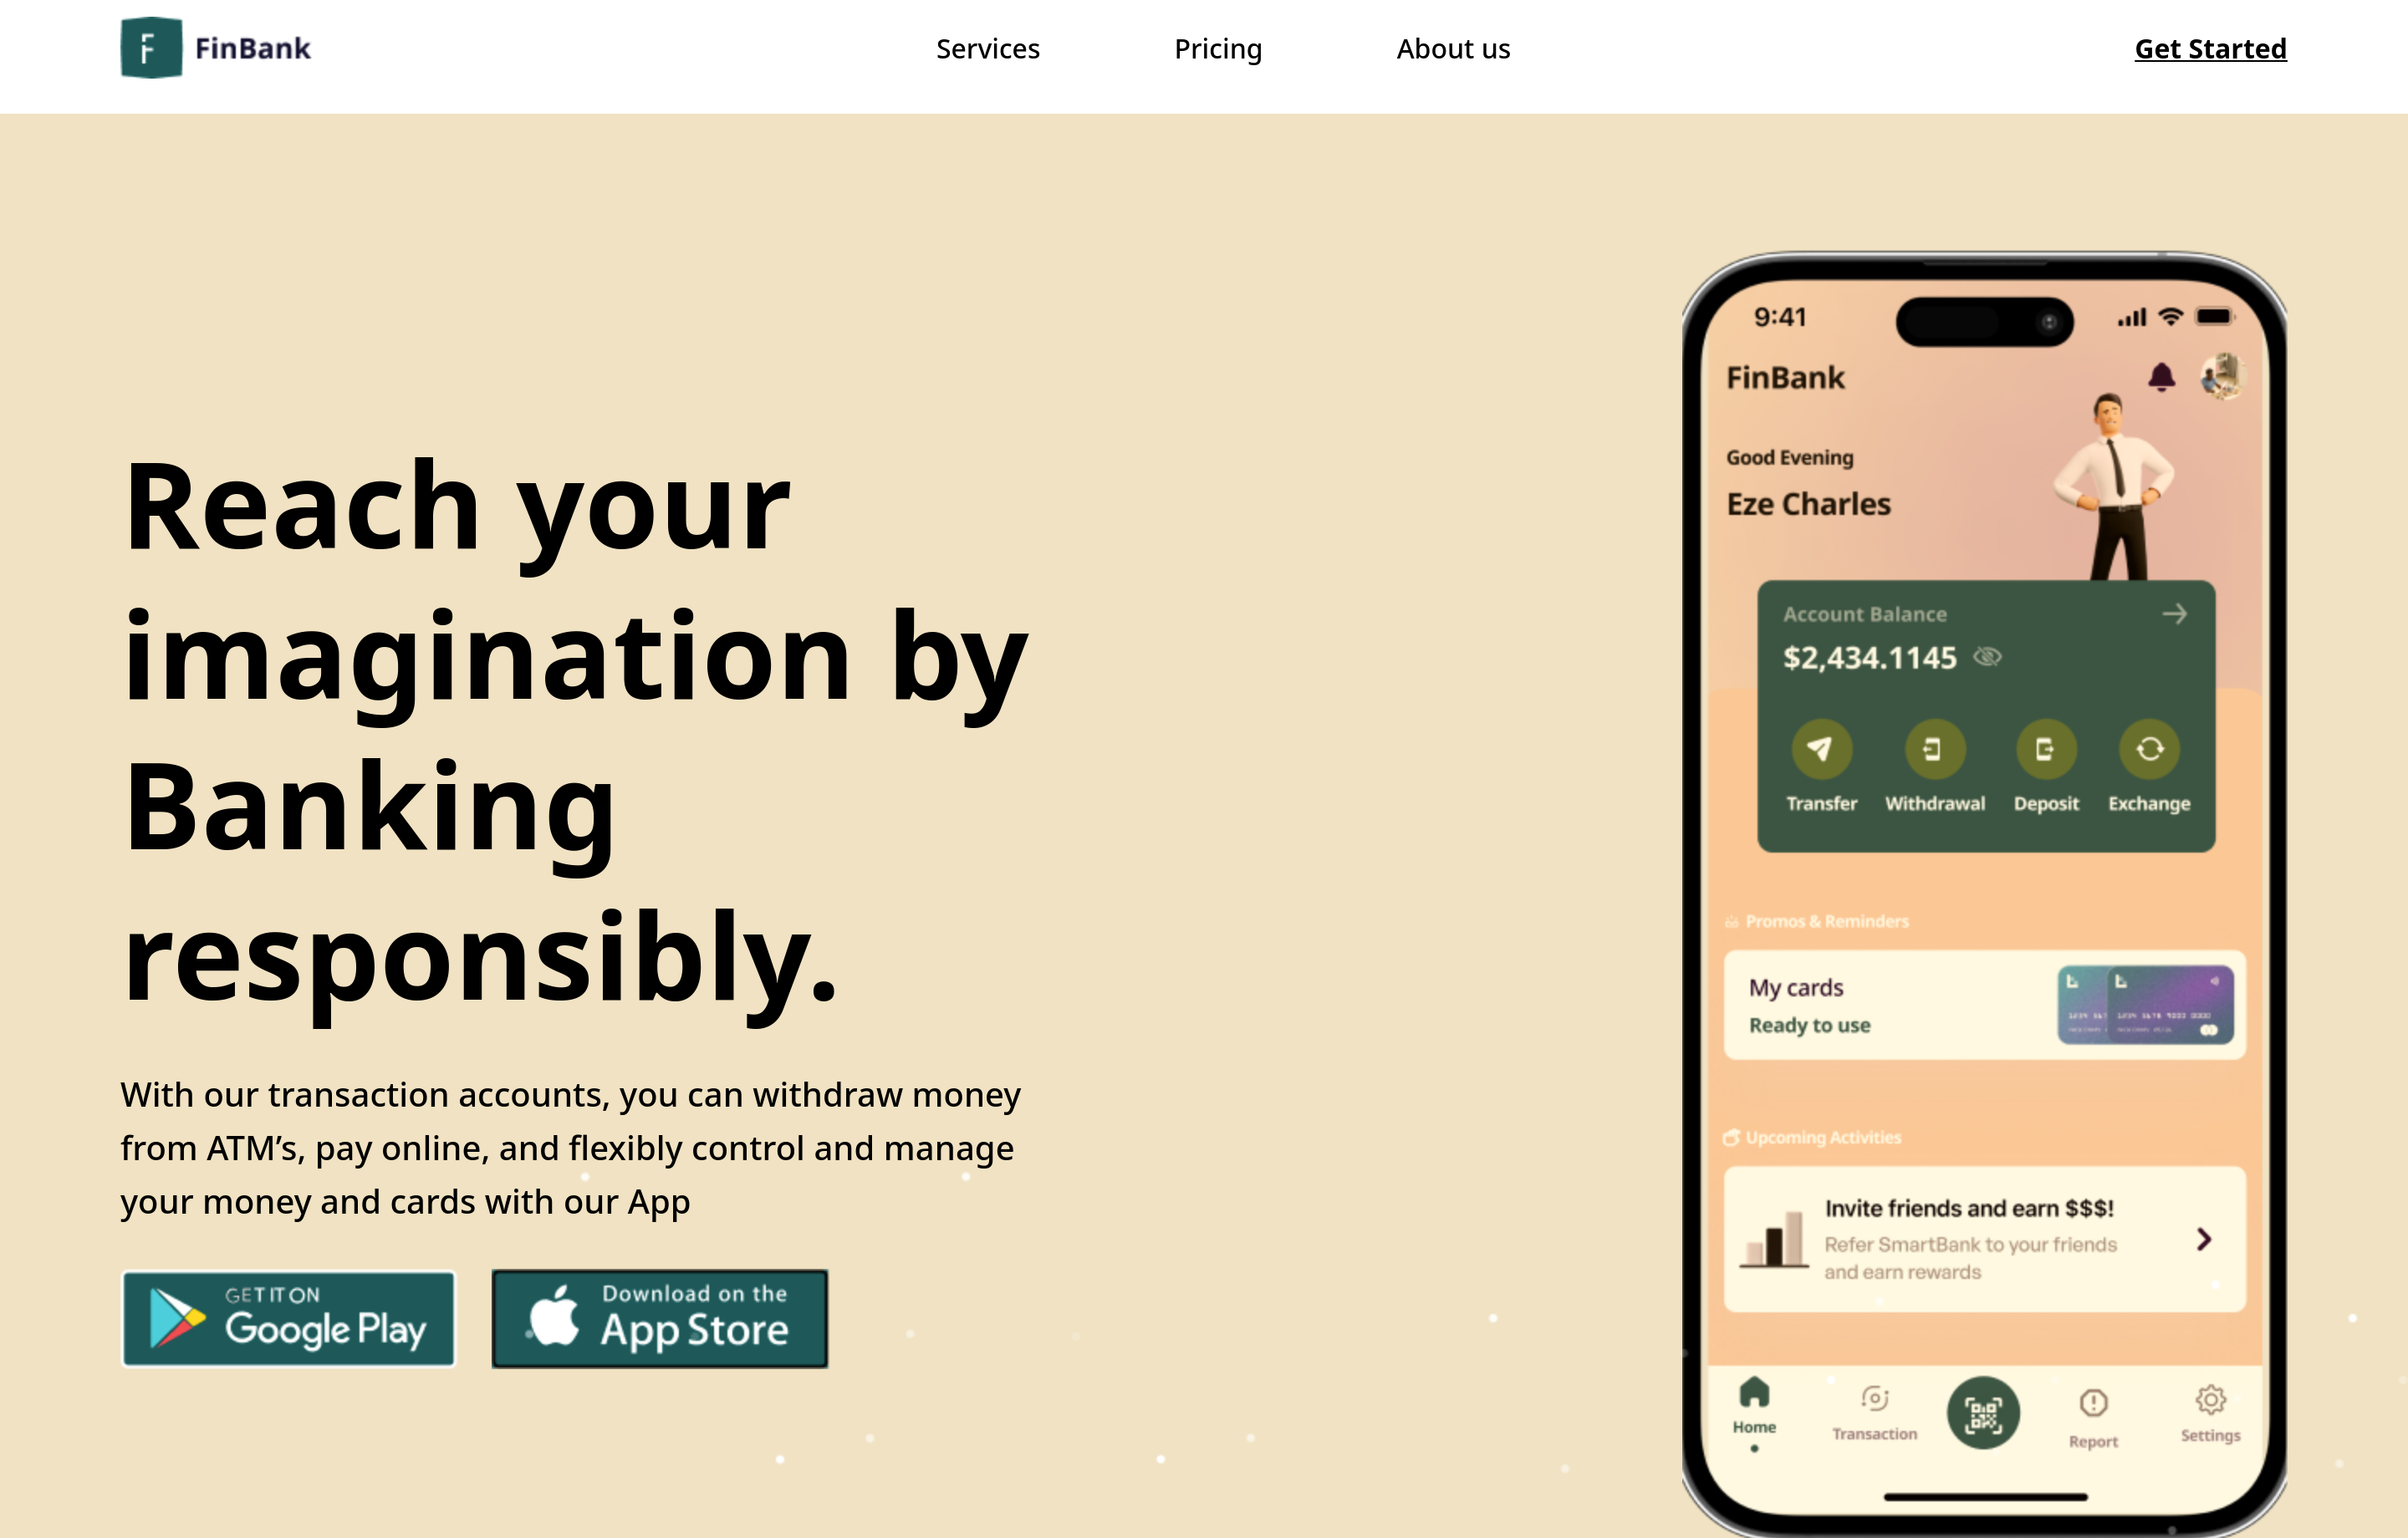 F FinBank
Services Pricing About us Get Started
Reach your
imagination by
Banking
responsibly.
With our transaction accounts, you can withdraw money
from ATM’s, pay online, and flexibly control and manage
your money and cards with our App
GET IT ON
Google Play
Download on the
App Store
9:41
FinBank
Good Evening
Eze Charles
Account Balance
$2,434.1145
Transfer Withdrawal Deposit Exchange
Promos & Reminders
My cards
Ready to use
Upcoming Activities
Invite friends and earn $$$!
Refer SmartBank to your friends
and earn rewards
Home Transaction Report Settings